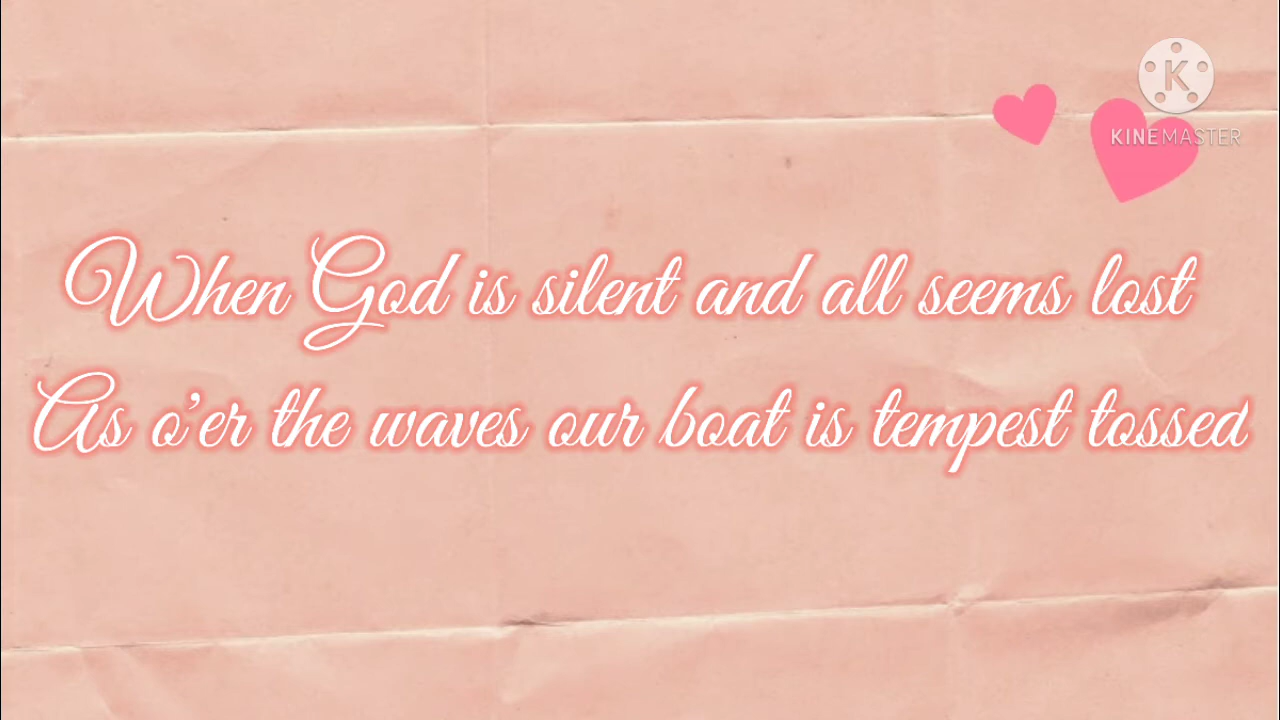 K
KINEMASTER
When God is silent and all seems lost
As o'er the waves our boat is tempest tossed